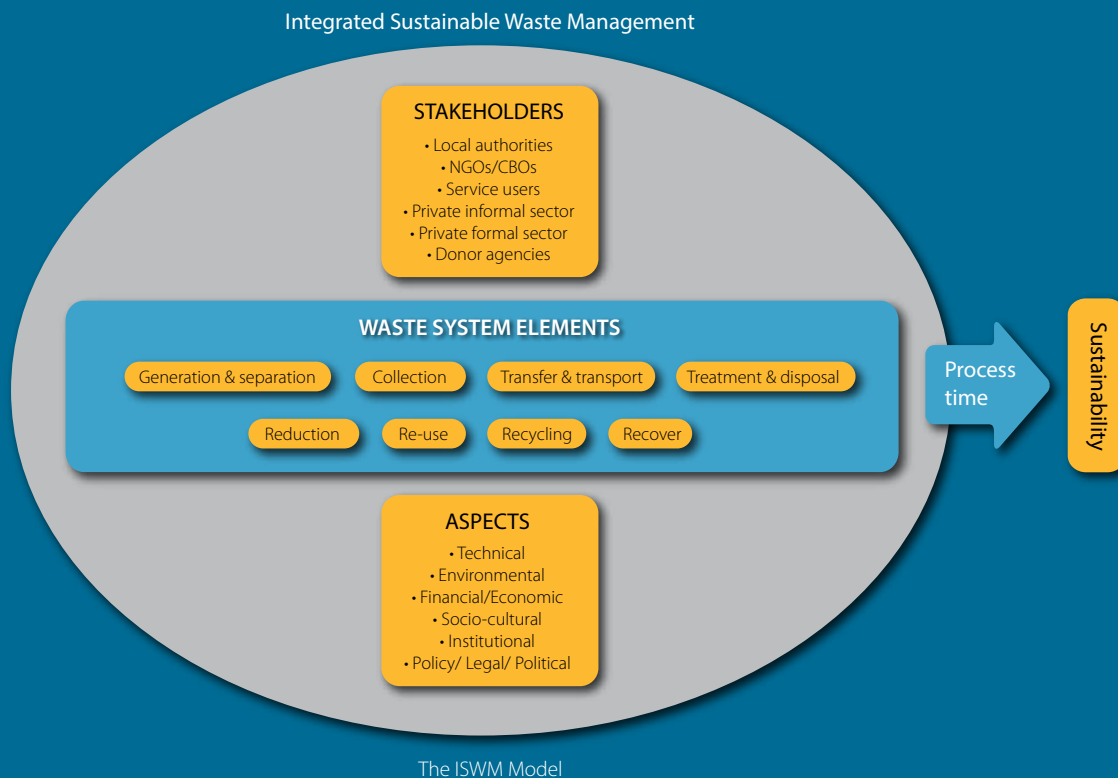 Integrated Sustainable Waste Management
STAKEHOLDERS
• Local authorities
• NGOs/CBOs
• Service users
• Private informal sector
• Private formal sector
• Donor agencies
WASTE SYSTEM ELEMENTS
Generation & separation
Collection
Transfer & transport
Treatment & disposal
Reduction
Re-use
Recycling
Recover
Process
time
Sustainability
ASPECTS
• Technical
• Environmental
• Financial/Economic
• Socio-cultural
• Institutional
• Policy/ Legal/ Political
The ISWM Model